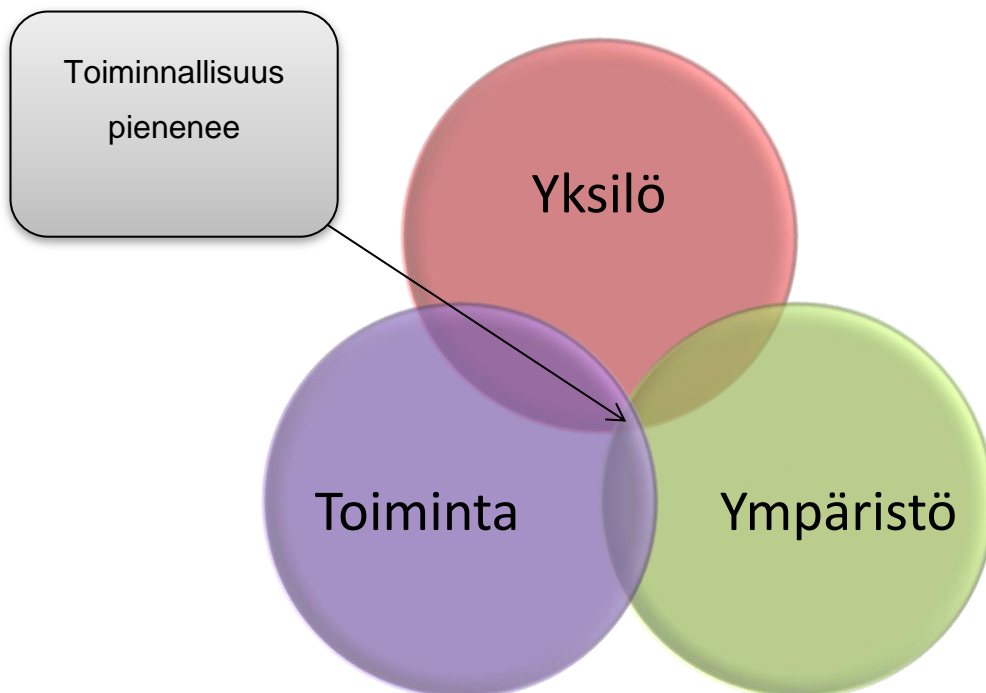 Toiminnallisuus
pienenee
Yksilö
Toiminta
Ympäristö